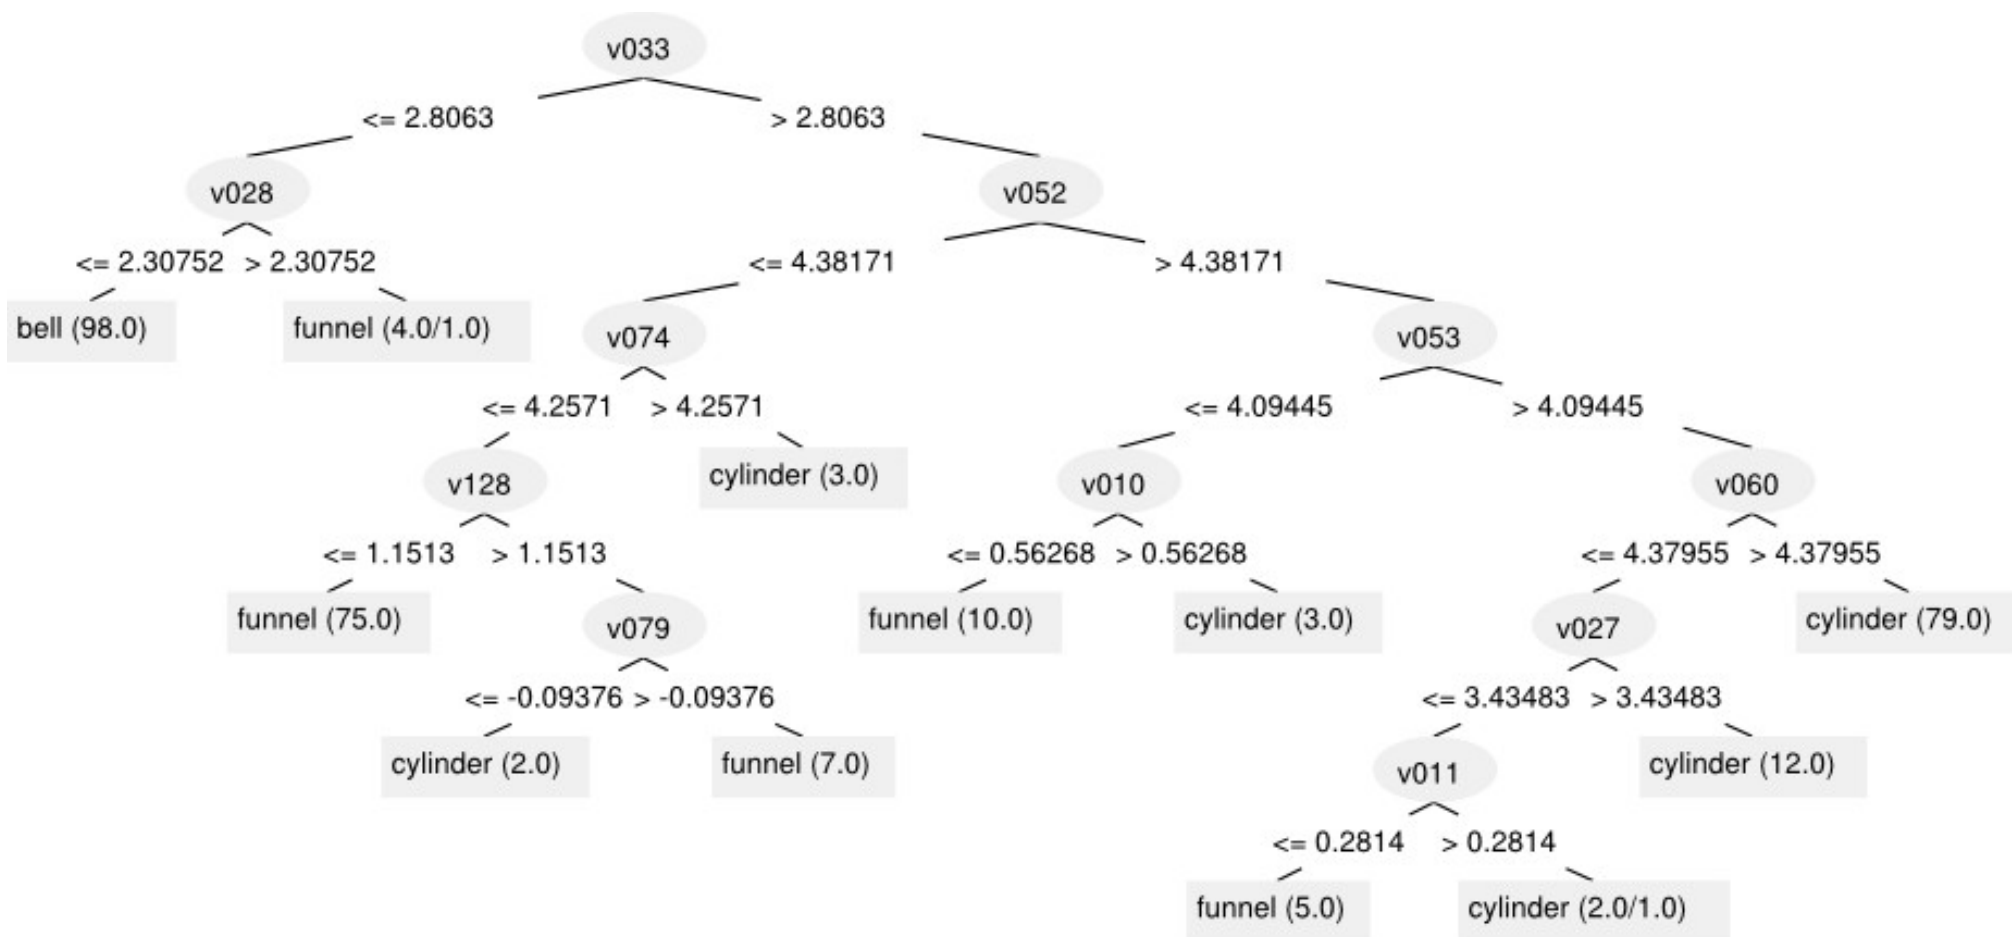 v033
<= 2.8063 > 2.8063
v028 v052
<= 2.30752 > 2.30752 <= 4.38171 > 4.38171
bell (98.0) funnel (4.0/1.0) v074 v053
<= 4.2571 > 4.2571 <= 4.09445 > 4.09445
v128 cylinder (3.0) v010 v060
<= 1.1513 > 1.1513 <= 0.56268 > 0.56268 <= 4.37955 > 4.37955
funnel (75.0) v079 funnel (10.0) cylinder (3.0) v027 cylinder (79.0)
<= -0.09376 > -0.09376 <= 3.43483 > 3.43483
cylinder (2.0) funnel (7.0) v011 cylinder (12.0)
<= 0.2814 > 0.2814
funnel (5.0) cylinder (2.0/1.0)